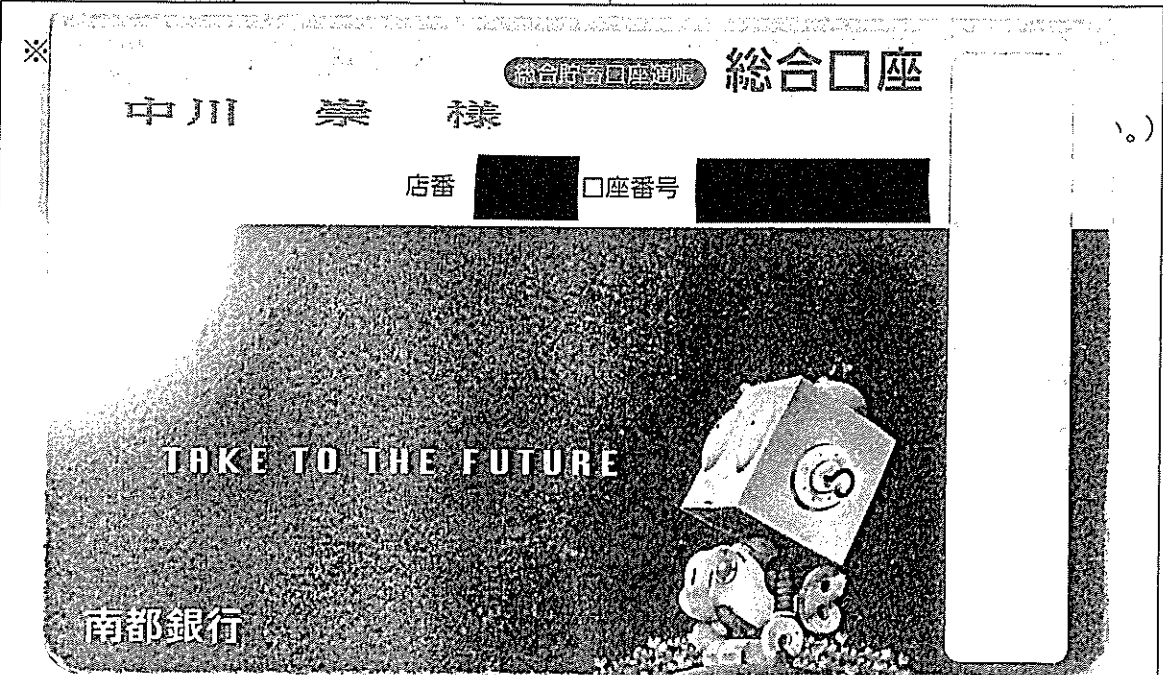 ※
総合貯蓄口座通帳 総合口座
中川 崇 様
い。)
店番 口座番号
TAKE TO THE FUTURE
南都銀行